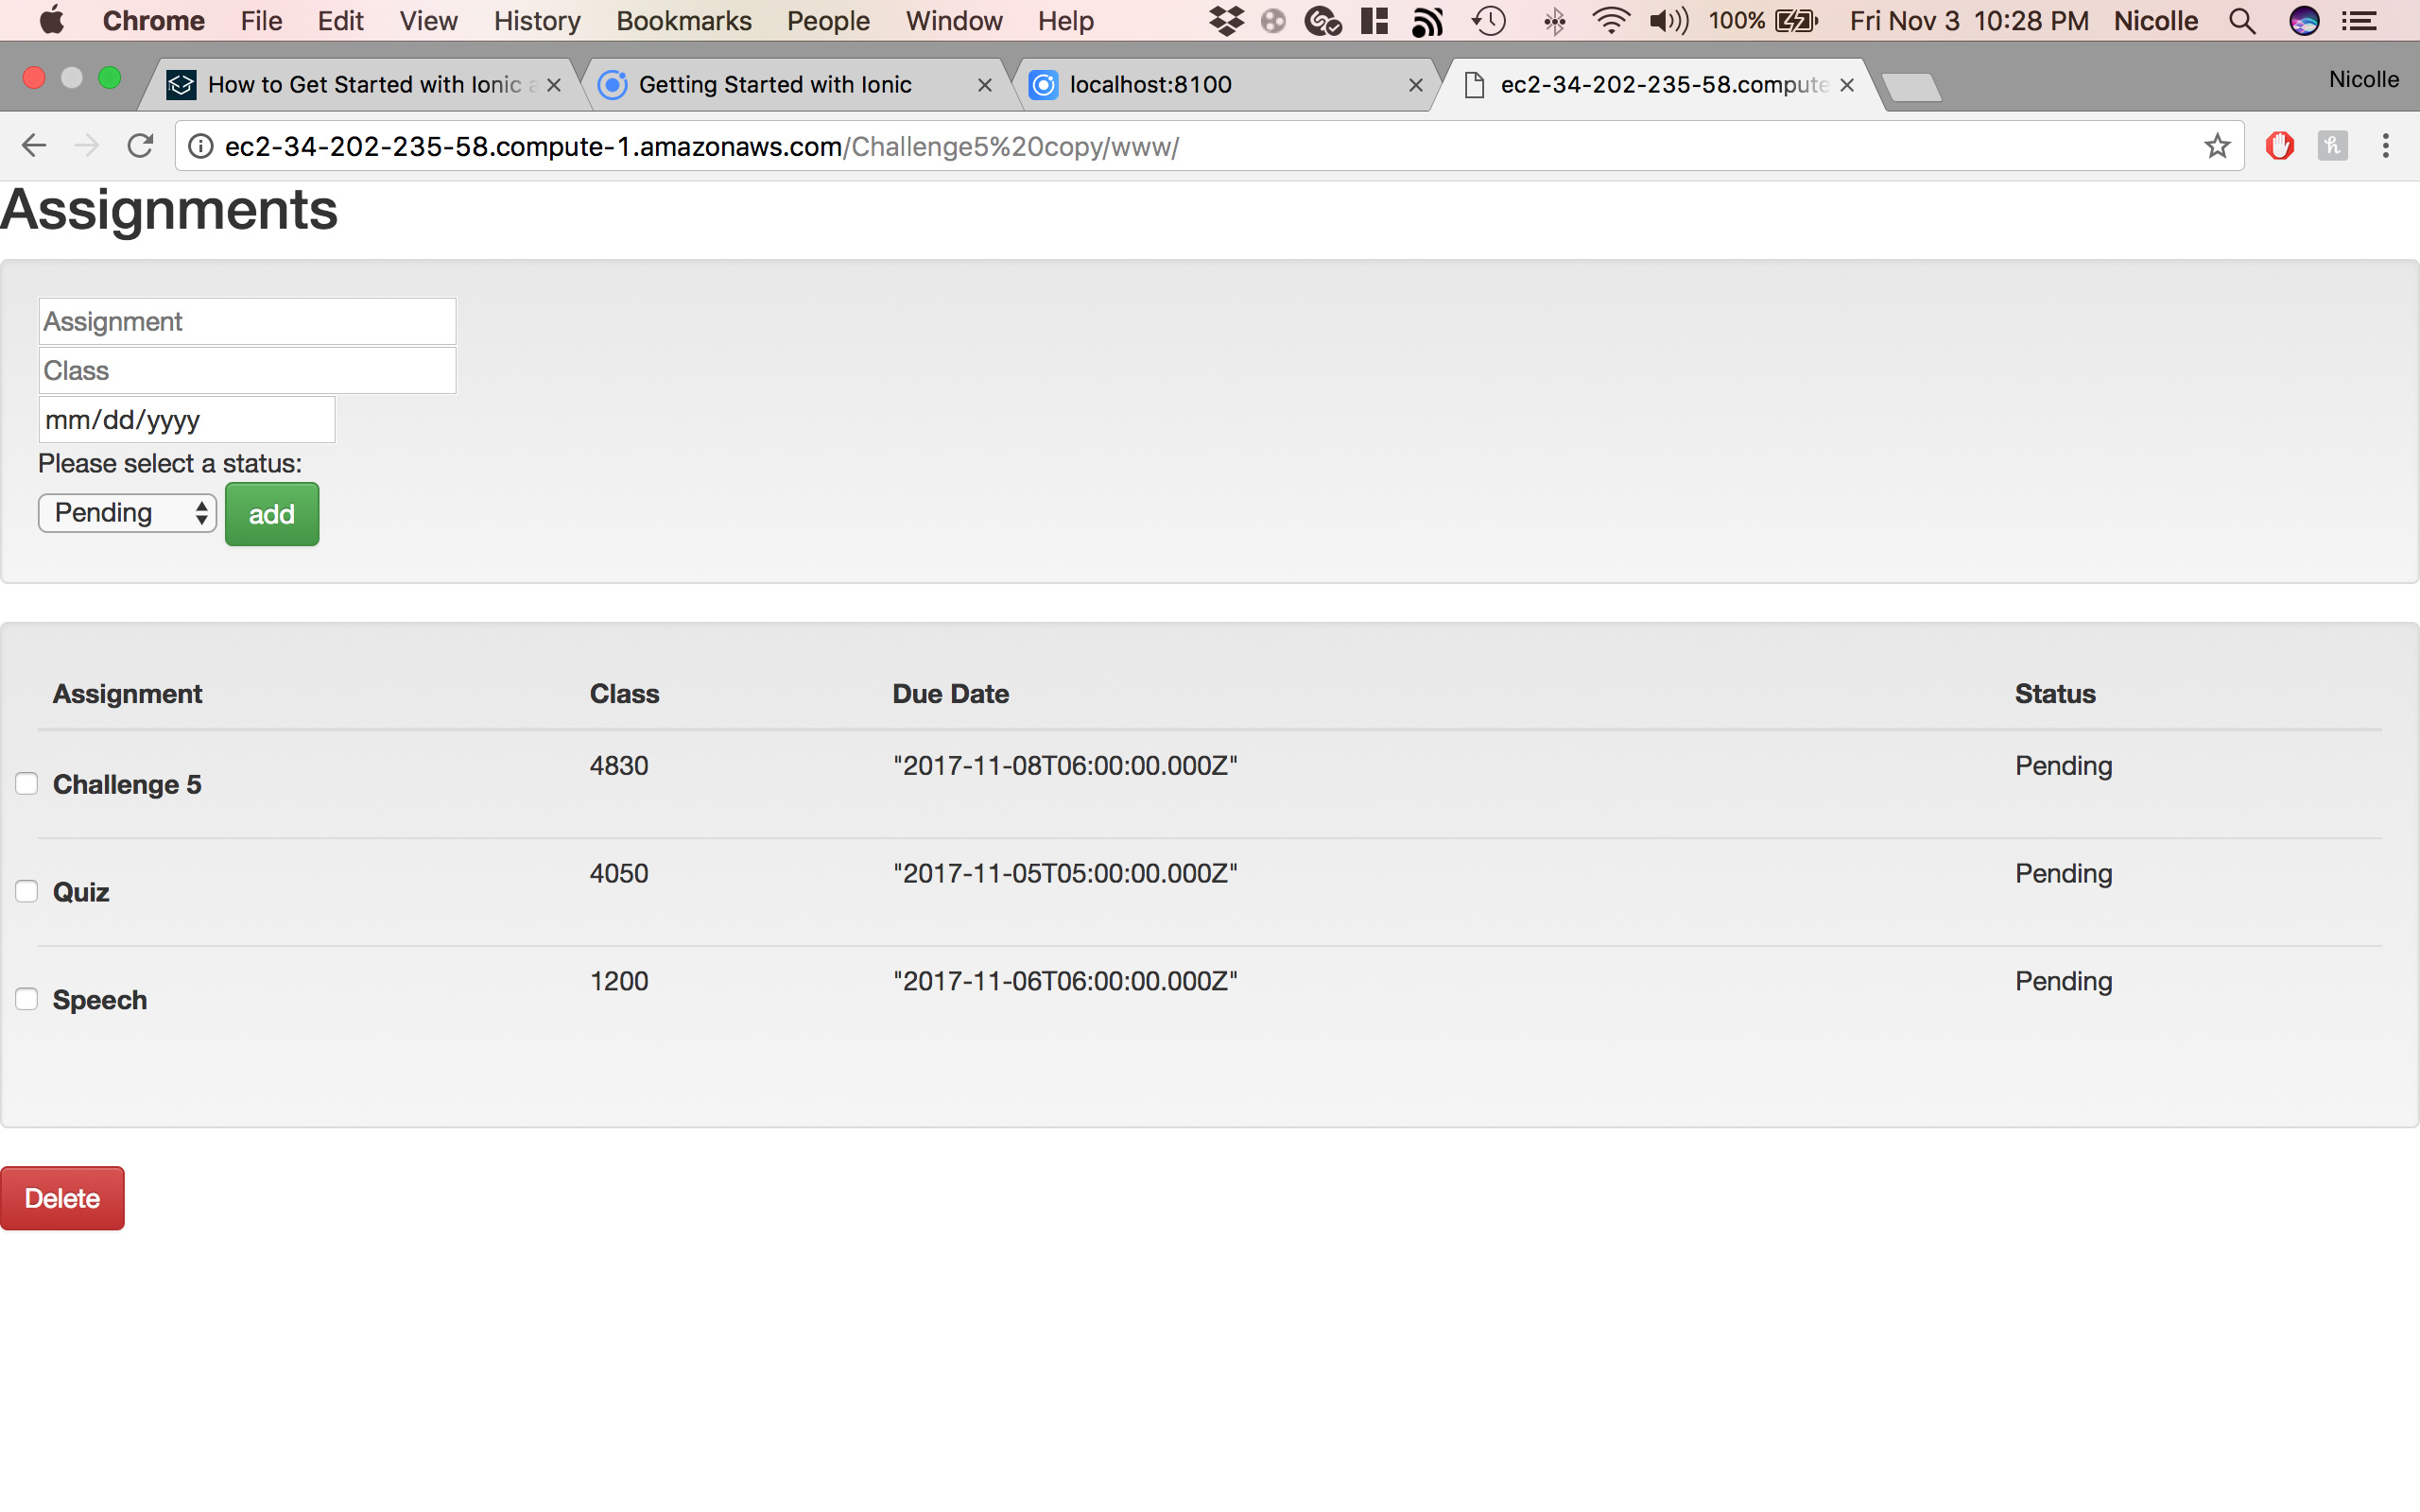 Chrome File Edit View History Bookmarks People Window Help 100% Fri Nov 3 10:28 PM Nicolle
How to Get Started with Ionic a Getting Started with Ionic localhost:8100 ec2-34-202-235-58.compute Nicolle
ec2-34-202-235-58.compute-1.amazonaws.com/Challenge5%20copy/www/
Assignments
Assignment
Class
mm/dd/yyyy
Please select a status:
Pending add
Assignment Class Due Date Status
Challenge 5 4830 "2017-11-08T06:00:00.000Z" Pending
Quiz 4050 "2017-11-05T05:00:00.000Z" Pending
Speech 1200 "2017-11-06T06:00:00.000Z" Pending
Delete